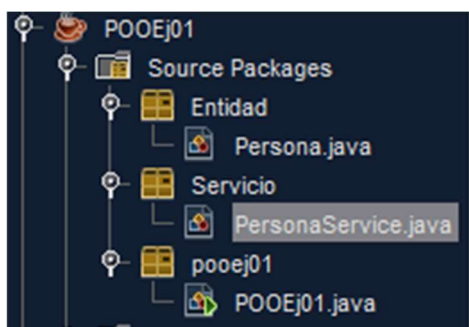 POOEj01
Source Packages
Entidad
Persona.java
Servicio
PersonaService.java
pooej01
POOEj01.java